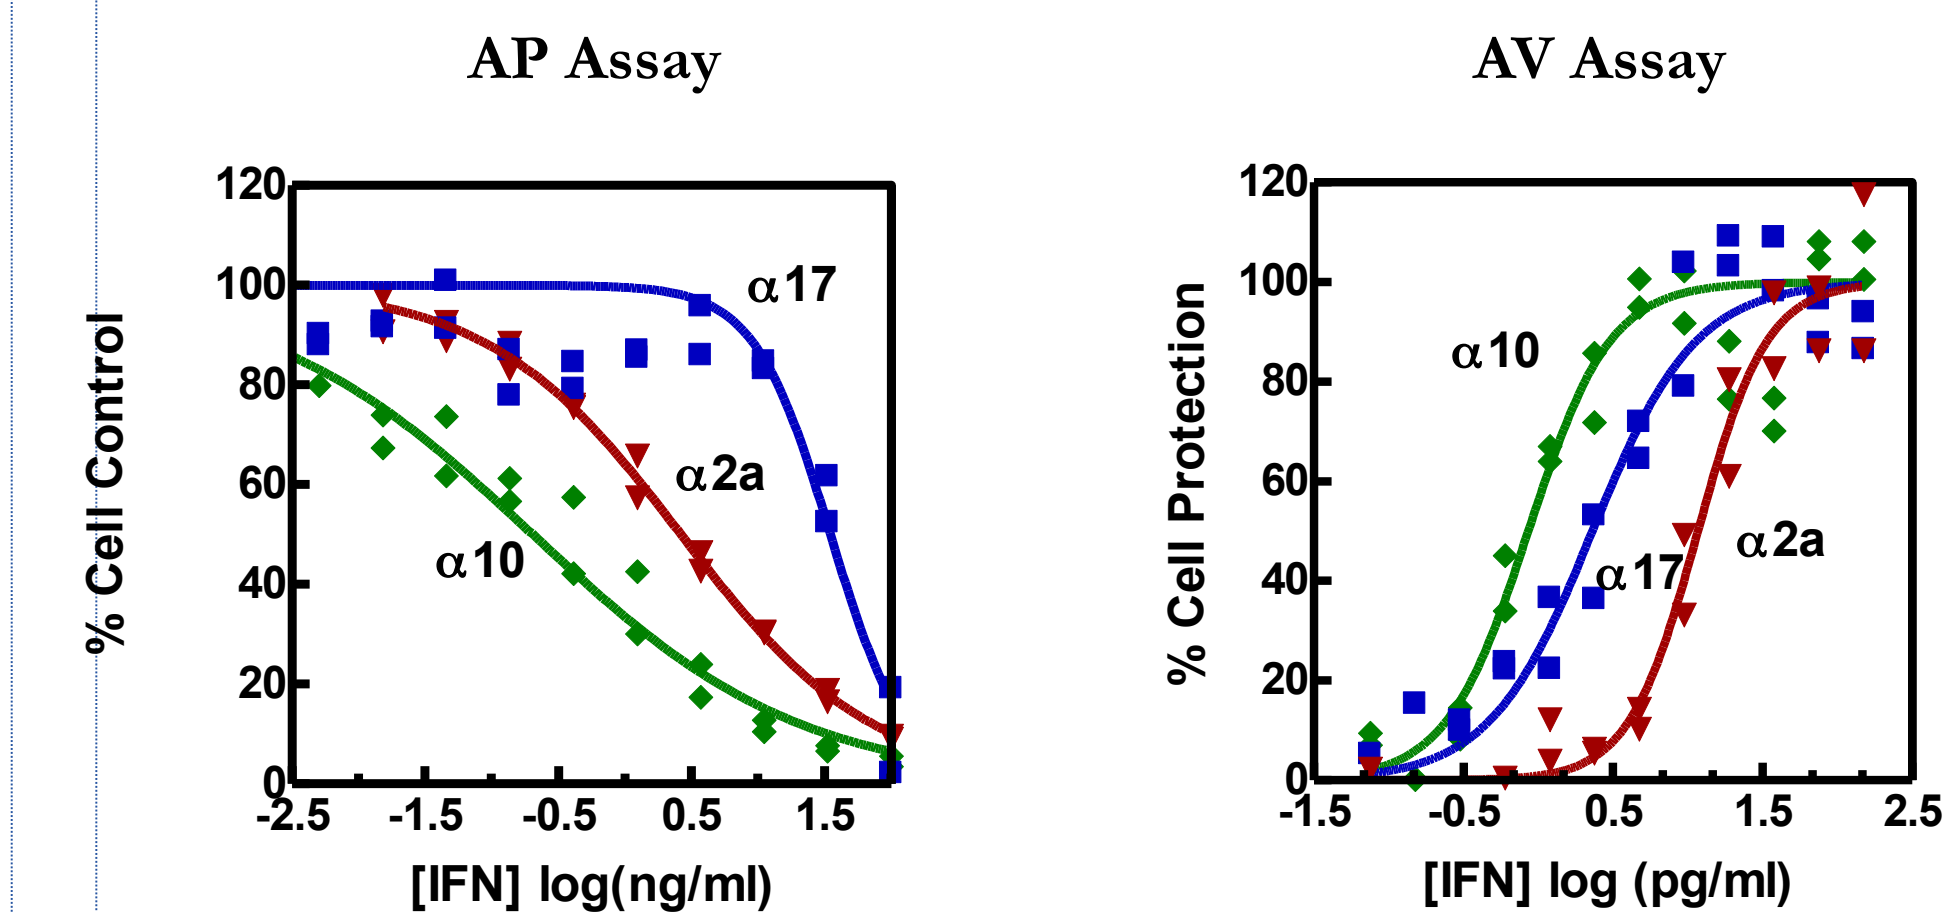 AP Assay
120
100
80
60
40
20
0
-2.5 -1.5 -0.5 0.5 1.5
% Cell Control
[IFN] log(ng/ml)
α17
α2a
α10
AV Assay
120
100
80
60
40
20
0
-1.5 -0.5 0.5 1.5 2.5
% Cell Protection
[IFN] log (pg/ml)
α10
α2a
α17